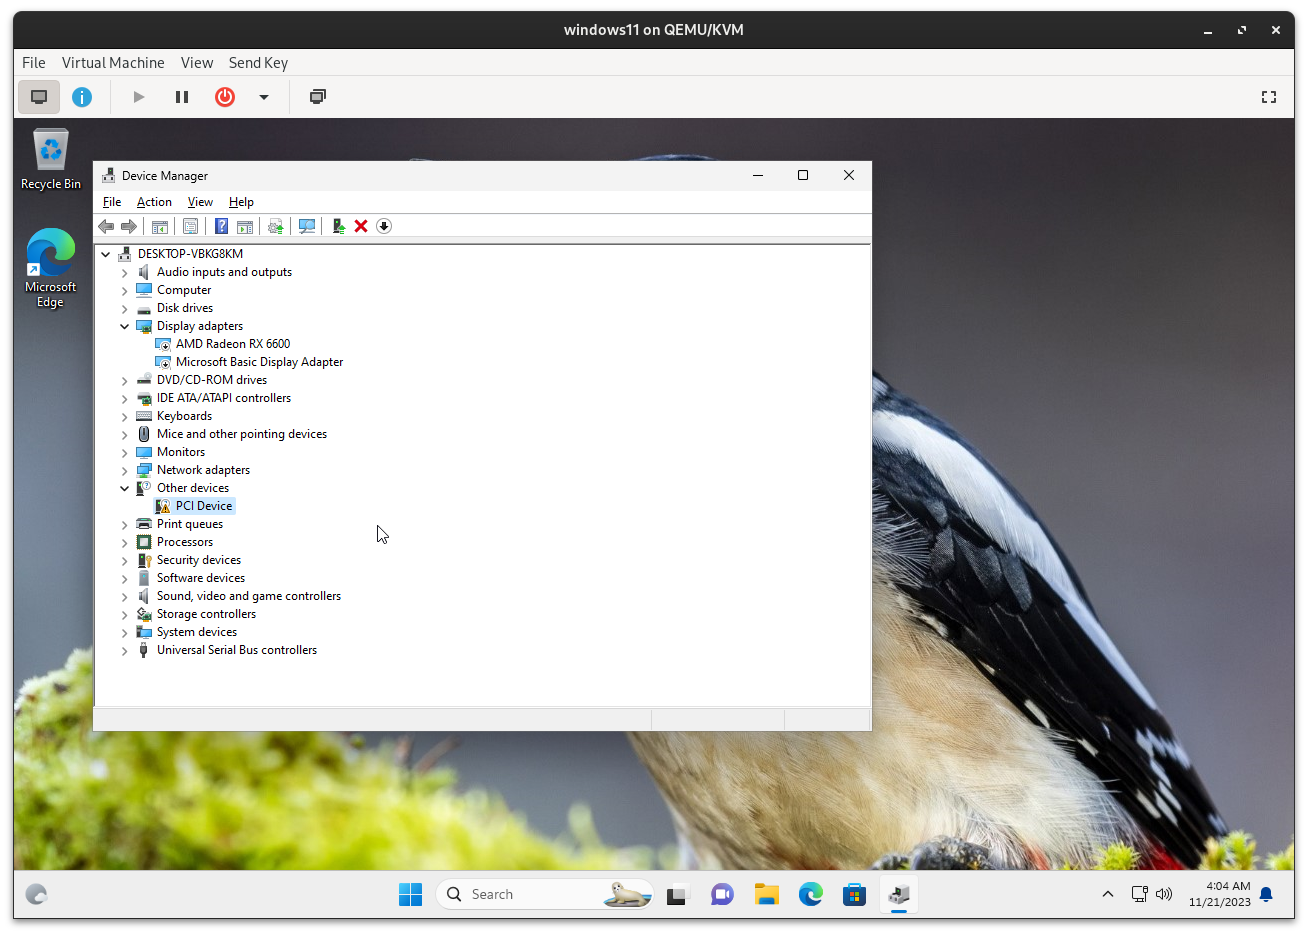 windows11 on QEMU/KVM
File Virtual Machine View Send Key
Recycle Bin
Microsoft
Edge
Device Manager
File Action View Help
DESKTOP-VBKG8KM
Audio inputs and outputs
Computer
Disk drives
Display adapters
AMD Radeon RX 6600
Microsoft Basic Display Adapter
DVD/CD-ROM drives
IDE ATA/ATAPI controllers
Keyboards
Mice and other pointing devices
Monitors
Network adapters
Other devices
PCI Device
Print queues
Processors
Security devices
Software devices
Sound, video and game controllers
Storage controllers
System devices
Universal Serial Bus controllers
Search
4:04 AM
11/21/2023